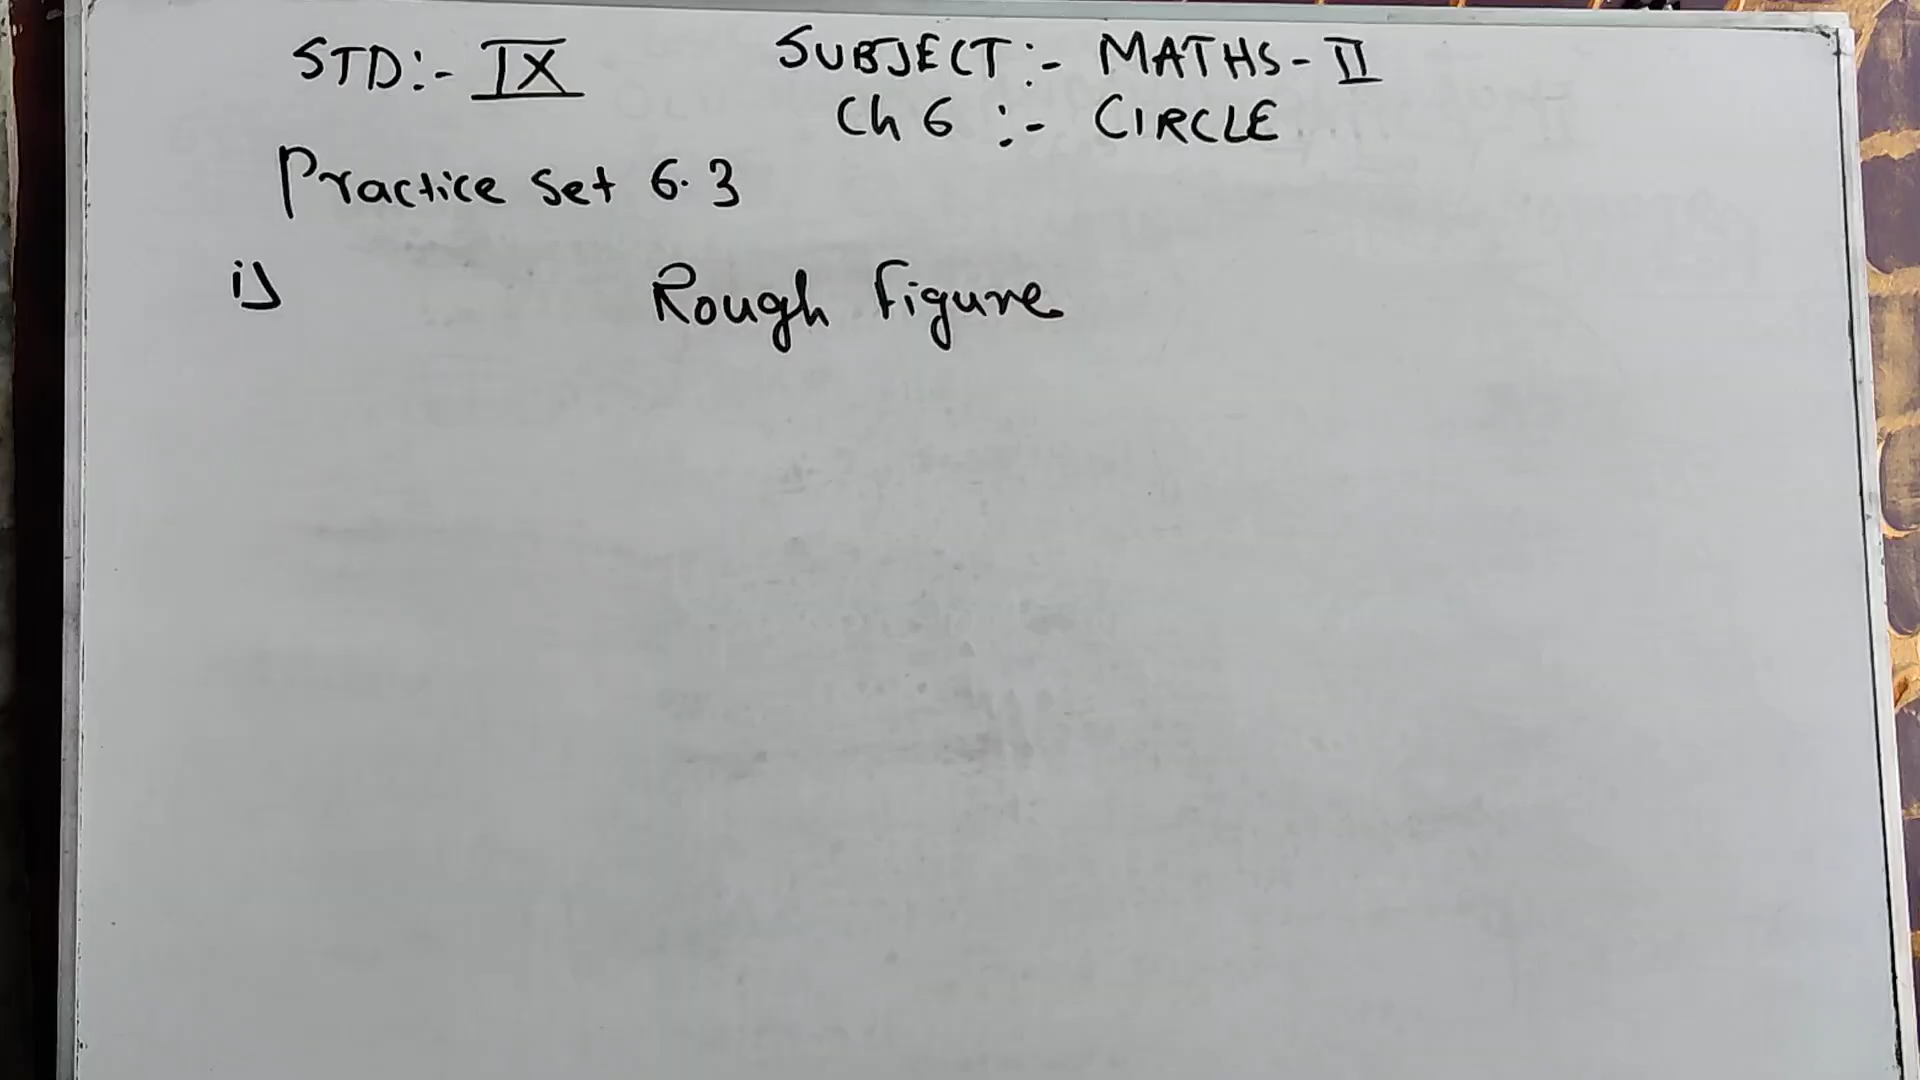 STD:- IX
SUBJECT:- MATHS-II
Ch 6 :- CIRCLE
Practice Set 6.3
i)
Rough Figure